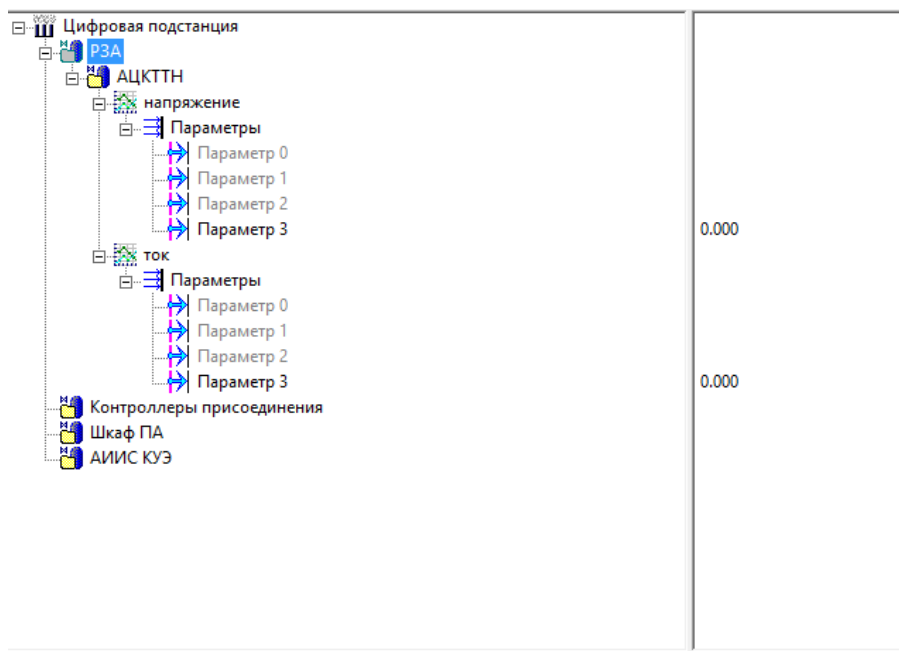 Цифровая подстанция
РЗА
АЦКТТН
напряжение
Параметры
Параметр 0
Параметр 1
Параметр 2
Параметр 3 0.000
ток
Параметры
Параметр 0
Параметр 1
Параметр 2
Параметр 3 0.000
Контроллеры присоединения
Шкаф ПА
АИИС КУЭ